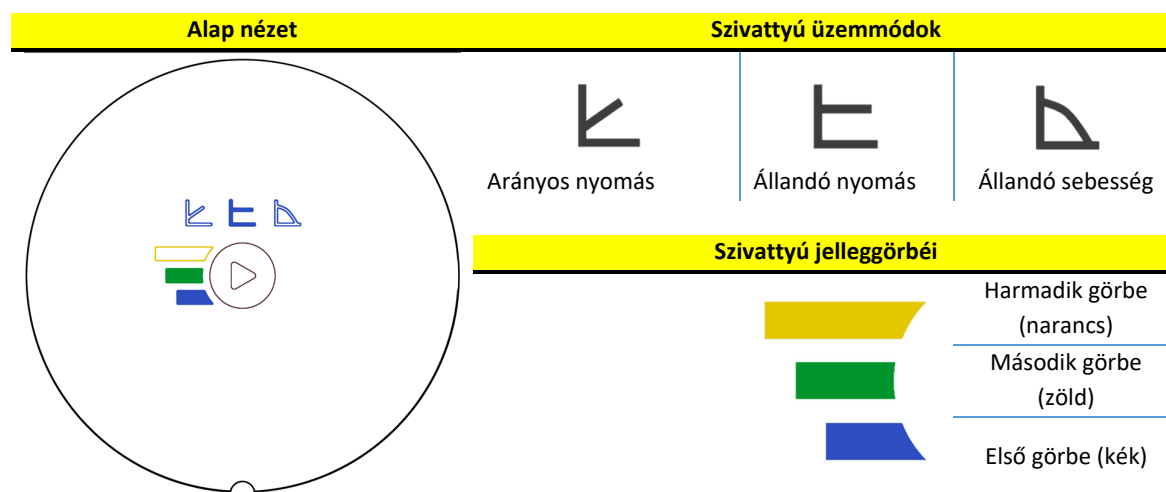 Alap nézet
Szivattyú üzemmódok
Arányos nyomás
Állandó nyomás
Állandó sebesség
Szivattyú jelleggörbéi
Harmadik görbe
(narancs)
Második görbe
(zöld)
Első görbe (kék)